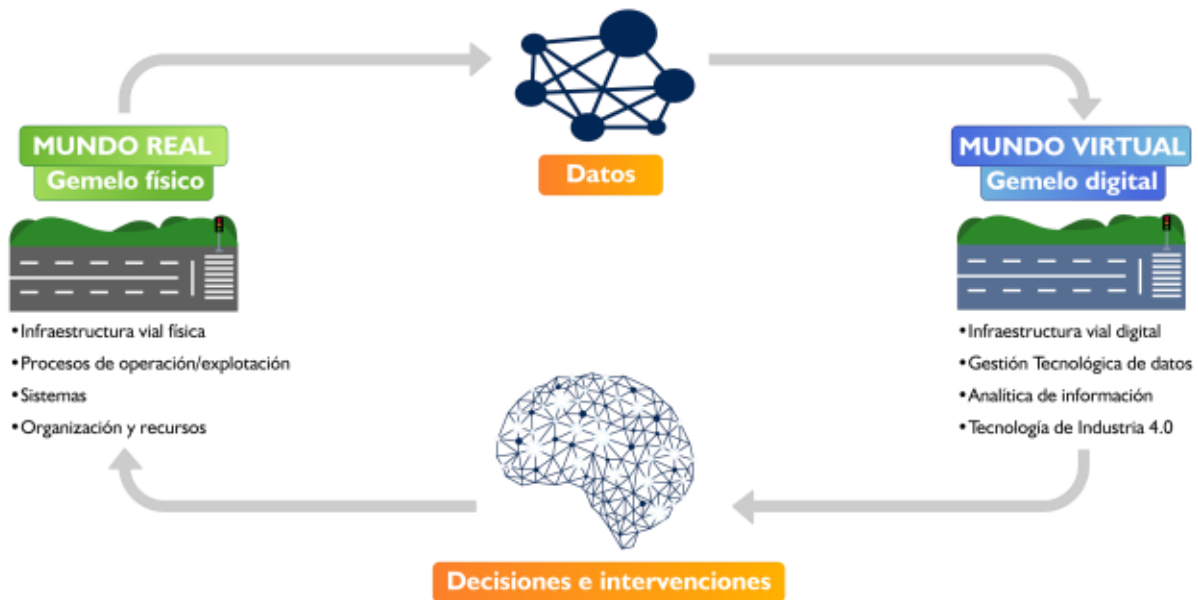 MUNDO REAL
Gemelo físico
• Infraestructura vial física
• Procesos de operación/explotación
• Sistemas
• Organización y recursos
Datos
MUNDO VIRTUAL
Gemelo digital
• Infraestructura vial digital
• Gestión Tecnológica de datos
• Analítica de información
• Tecnología de Industria 4.0
Decisiones e intervenciones